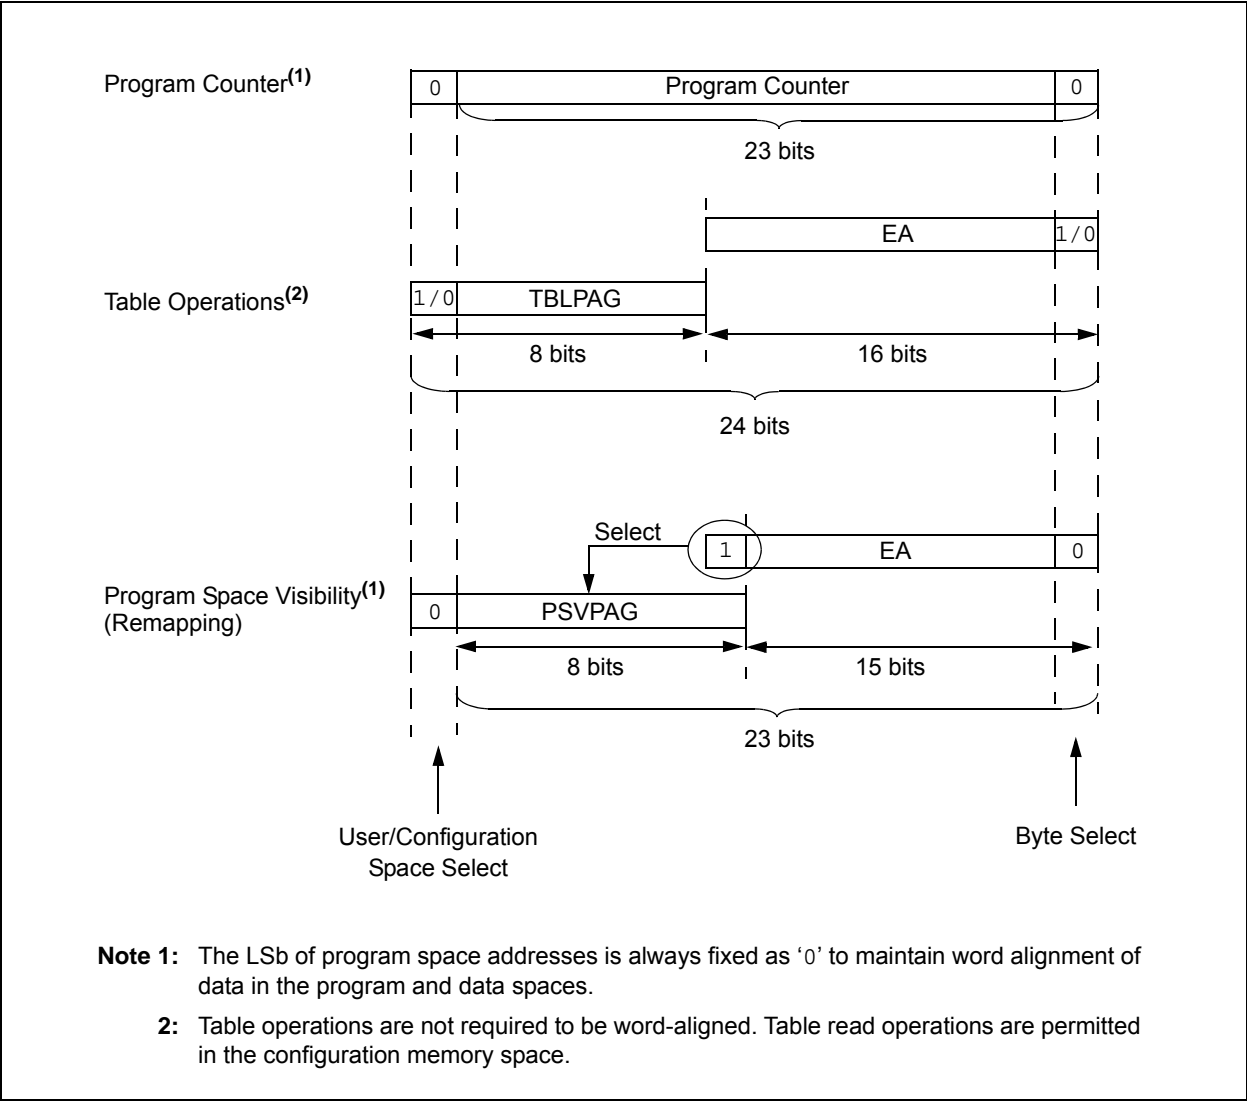 Program Counter(1)
0
Program Counter
0
23 bits
EA
1/0
Table Operations(2)
1/0
TBLPAG
8 bits
16 bits
24 bits
Select
1
EA
0
Program Space Visibility(1)
(Remapping)
0
PSVPAG
8 bits
15 bits
23 bits
User/Configuration
Space Select
Byte Select
Note 1: The LSb of program space addresses is always fixed as ‘0’ to maintain word alignment of
data in the program and data spaces.
2: Table operations are not required to be word-aligned. Table read operations are permitted
in the configuration memory space.